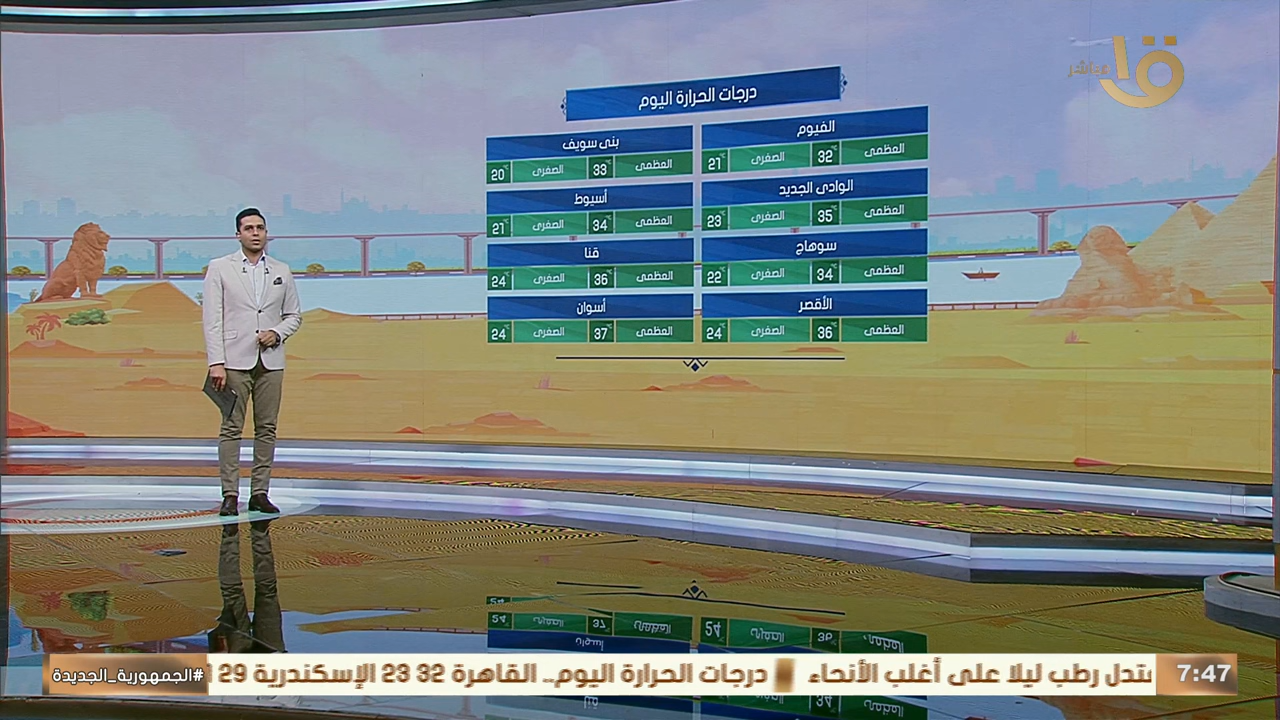 مباشر
درجات الحرارة اليوم
الفيوم
العظمى 32 الصغرى 21
بنى سويف
العظمى 33 الصغرى 20
الوادى الجديد
العظمى 35 الصغرى 23
أسيوط
العظمى 34 الصغرى 21
سوهاج
العظمى 34 الصغرى 22
قنا
العظمى 36 الصغرى 24
الأقصر
العظمى 36 الصغرى 24
أسوان
العظمى 37 الصغرى 24
7:47
رطب ليلا على أغلب الأنحاء درجات الحرارة اليوم.. القاهرة 32 23 الإسكندرية 29
#الجمهورية_الجديدة